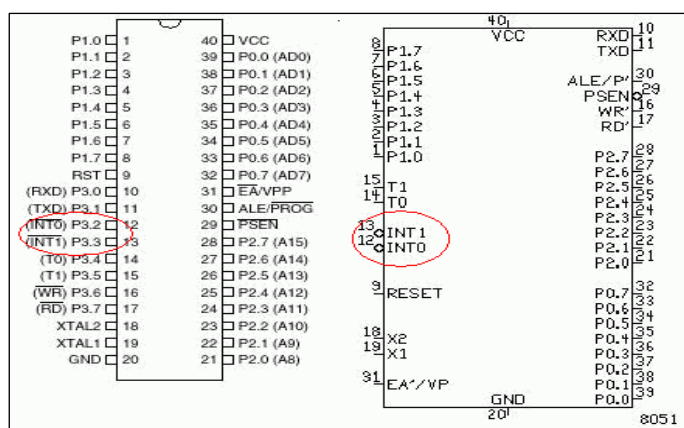 P1.0 1 40 VCC
P1.1 2 39 P0.0 (AD0)
P1.2 3 38 P0.1 (AD1)
P1.3 4 37 P0.2 (AD2)
P1.4 5 36 P0.3 (AD3)
P1.5 6 35 P0.4 (AD4)
P1.6 7 34 P0.5 (AD5)
P1.7 8 33 P0.6 (AD6)
RST 9 32 P0.7 (AD7)
(RXD) P3.0 10 31 EA/VPP
(TXD) P3.1 11 30 ALE/PROG
(INT0) P3.2 12 29 PSEN
(INT1) P3.3 13 28 P2.7 (A15)
(T0) P3.4 14 27 P2.6 (A14)
(T1) P3.5 15 26 P2.5 (A13)
(WR) P3.6 16 25 P2.4 (A12)
(RD) P3.7 17 24 P2.3 (A11)
XTAL2 18 23 P2.2 (A10)
XTAL1 19 22 P2.1 (A9)
GND 20 21 P2.0 (A8)
40
VCC
RXD 10
TXD 11
8 P1.7
7 P1.6
6 P1.5
5 P1.4
4 P1.3
3 P1.2
2 P1.1
1 P1.0
ALE/P' 30
PSEN 29
WR' 16
RD' 17
15 T1
14 T0
13 INT1
12 INT0
P2.7 28
P2.6 27
P2.5 26
P2.4 25
P2.3 24
P2.2 23
P2.1 22
P2.0 21
9 RESET
18 X2
19 X1
31 EA'/VP
P0.7 32
P0.6 33
P0.5 34
P0.4 35
P0.3 36
P0.2 37
P0.1 38
P0.0 39
GND
20
8051